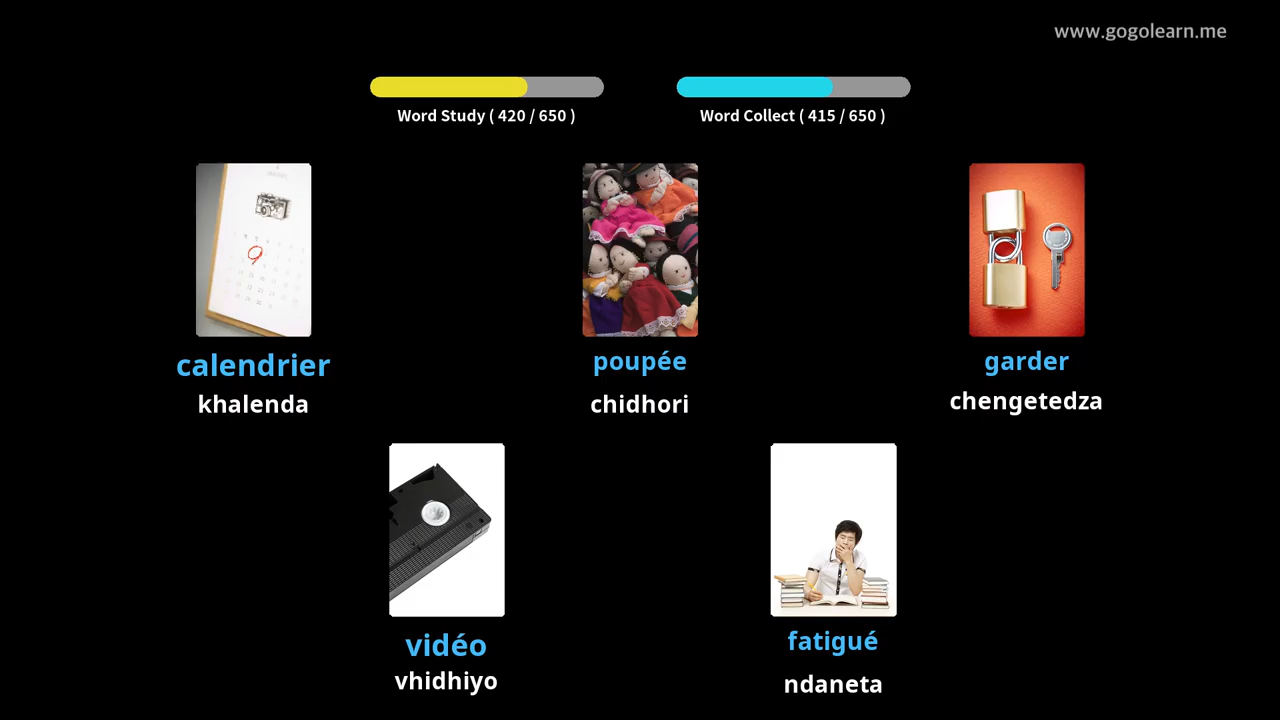 www.gogolearn.me
Word Study ( 420 / 650 )
Word Collect ( 415 / 650 )
calendrier
khalenda
poupée
chidhori
garder
chengetedza
vidéo
vhidhiyo
fatigué
ndaneta